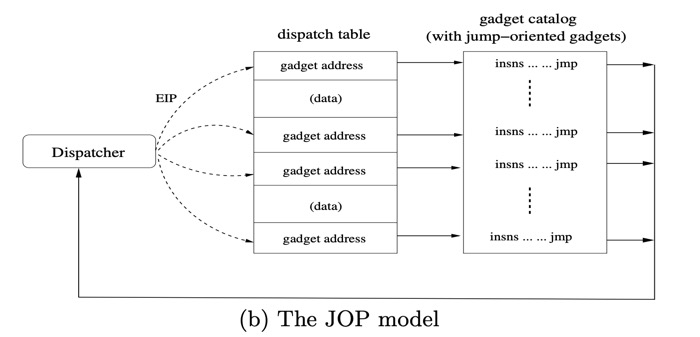 gadget catalog
dispatch table
(with jump−oriented gadgets)
gadget address
insns ... ... jmp
EIP
(data)
gadget address
insns ... ... jmp
Dispatcher
gadget address
insns ... ... jmp
(data)
gadget address
insns ... ... jmp
(b) The JOP model